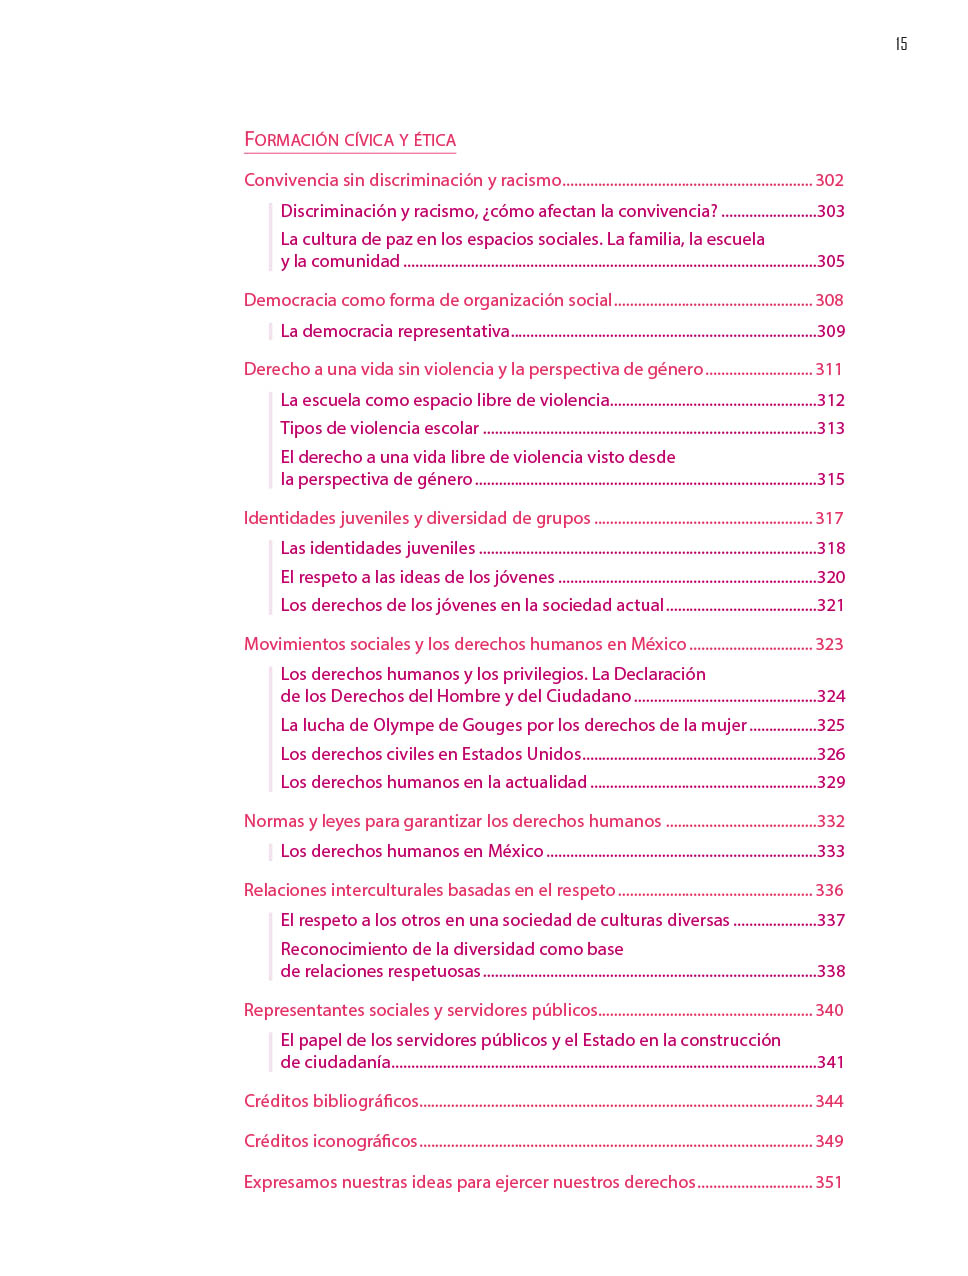 15
FORMACIÓN CÍVICA Y ÉTICA
Convivencia sin discriminación y racismo............................................................... 302
Discriminación y racismo, ¿cómo afectan la convivencia? ........................303
La cultura de paz en los espacios sociales. La familia, la escuela
y la comunidad ........................................................................................................305
Democracia como forma de organización social.................................................. 308
La democracia representativa.............................................................................309
Derecho a una vida sin violencia y la perspectiva de género........................... 311
La escuela como espacio libre de violencia....................................................312
Tipos de violencia escolar ....................................................................................313
El derecho a una vida libre de violencia visto desde
la perspectiva de género ......................................................................................315
Identidades juveniles y diversidad de grupos ....................................................... 317
Las identidades juveniles .....................................................................................318
El respeto a las ideas de los jóvenes .................................................................320
Los derechos de los jóvenes en la sociedad actual......................................321
Movimientos sociales y los derechos humanos en México ............................... 323
Los derechos humanos y los privilegios. La Declaración
de los Derechos del Hombre y del Ciudadano ..............................................324
La lucha de Olympe de Gouges por los derechos de la mujer .................325
Los derechos civiles en Estados Unidos...........................................................326
Los derechos humanos en la actualidad .........................................................329
Normas y leyes para garantizar los derechos humanos ......................................332
Los derechos humanos en México ....................................................................333
Relaciones interculturales basadas en el respeto ................................................. 336
El respeto a los otros en una sociedad de culturas diversas .....................337
Reconocimiento de la diversidad como base
de relaciones respetuosas ....................................................................................338
Representantes sociales y servidores públicos...................................................... 340
El papel de los servidores públicos y el Estado en la construcción
de ciudadanía...........................................................................................................341
Créditos bibliográficos................................................................................................... 344
Créditos iconográficos ................................................................................................... 349
Expresamos nuestras ideas para ejercer nuestros derechos............................. 351